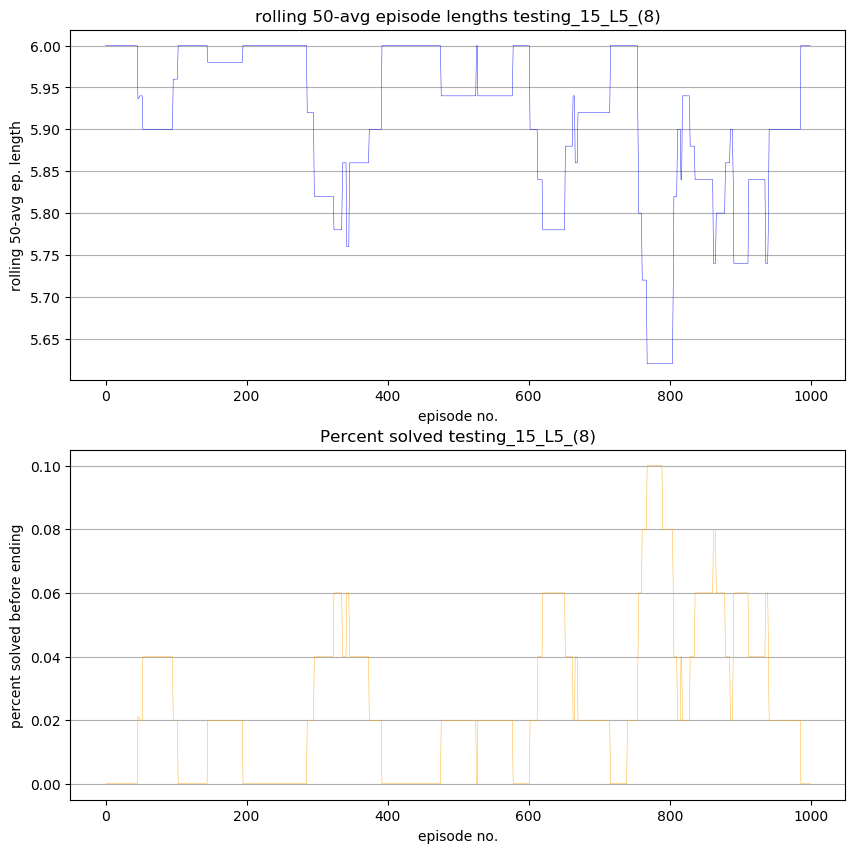 rolling 50-avg episode lengths testing_15_L5_(8)
rolling 50-avg ep. length
6.00
5.95
5.90
5.85
5.80
5.75
5.70
5.65
0 200 400 600 800 1000
episode no.
Percent solved testing_15_L5_(8)
percent solved before ending
0.10
0.08
0.06
0.04
0.02
0.00
0 200 400 600 800 1000
episode no.